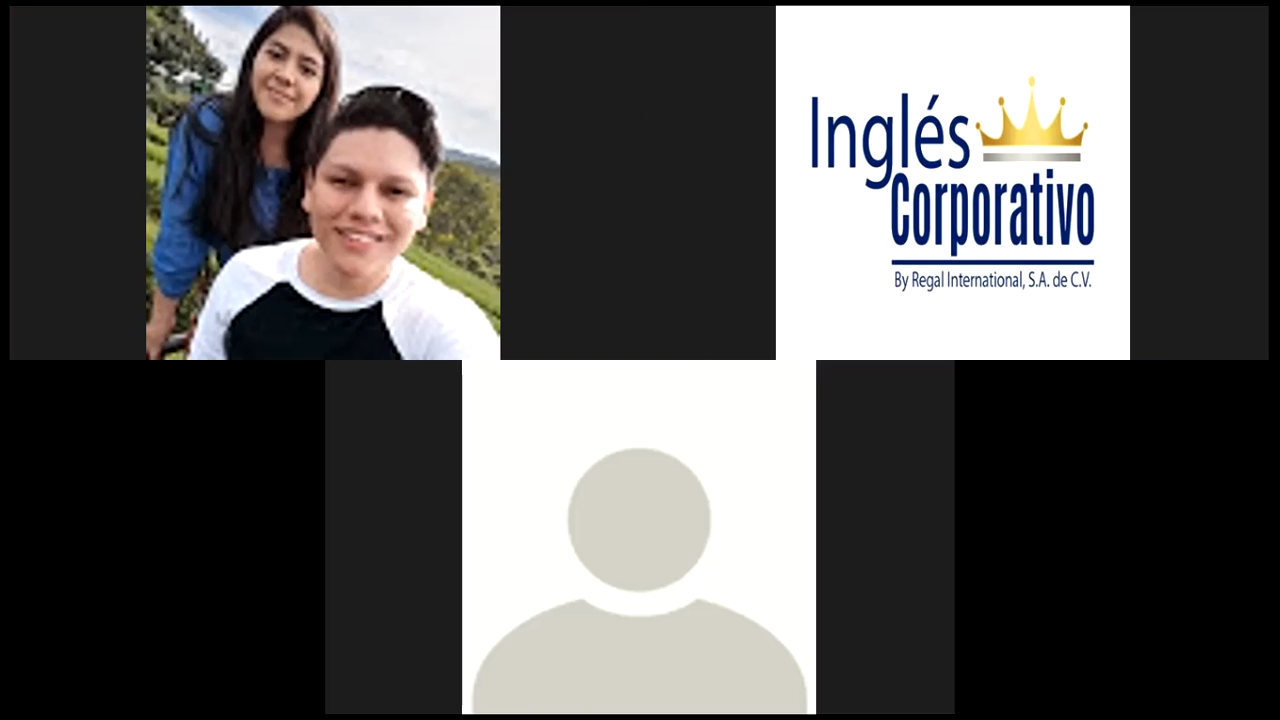 Inglés
Corporativo
By Regal International, S.A. de C.V.